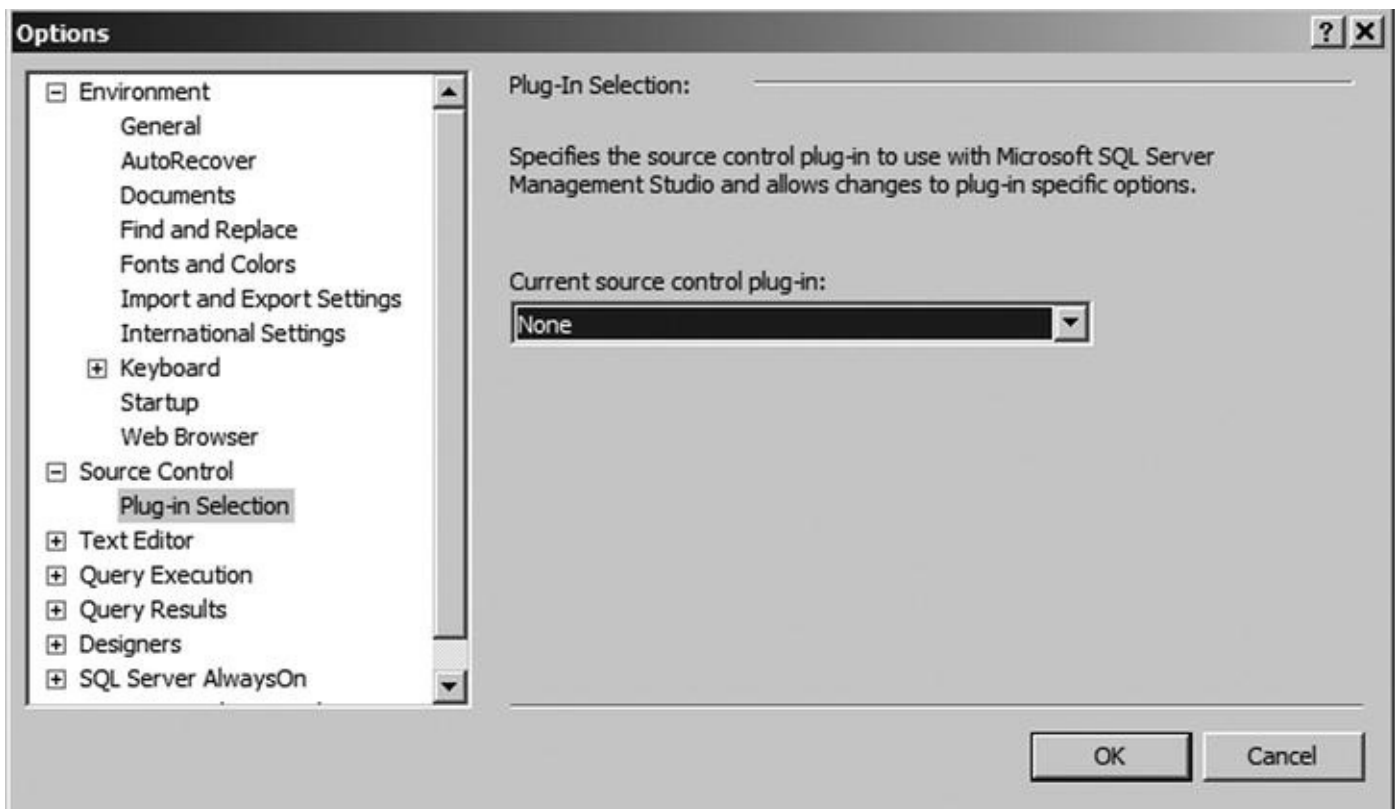 Options
Environment
General
AutoRecover
Documents
Find and Replace
Fonts and Colors
Import and Export Settings
International Settings
Keyboard
Startup
Web Browser
Source Control
Plug-in Selection
Text Editor
Query Execution
Query Results
Designers
SQL Server AlwaysOn
Plug-In Selection:
Specifies the source control plug-in to use with Microsoft SQL Server
Management Studio and allows changes to plug-in specific options.
Current source control plug-in:
None
OK
Cancel